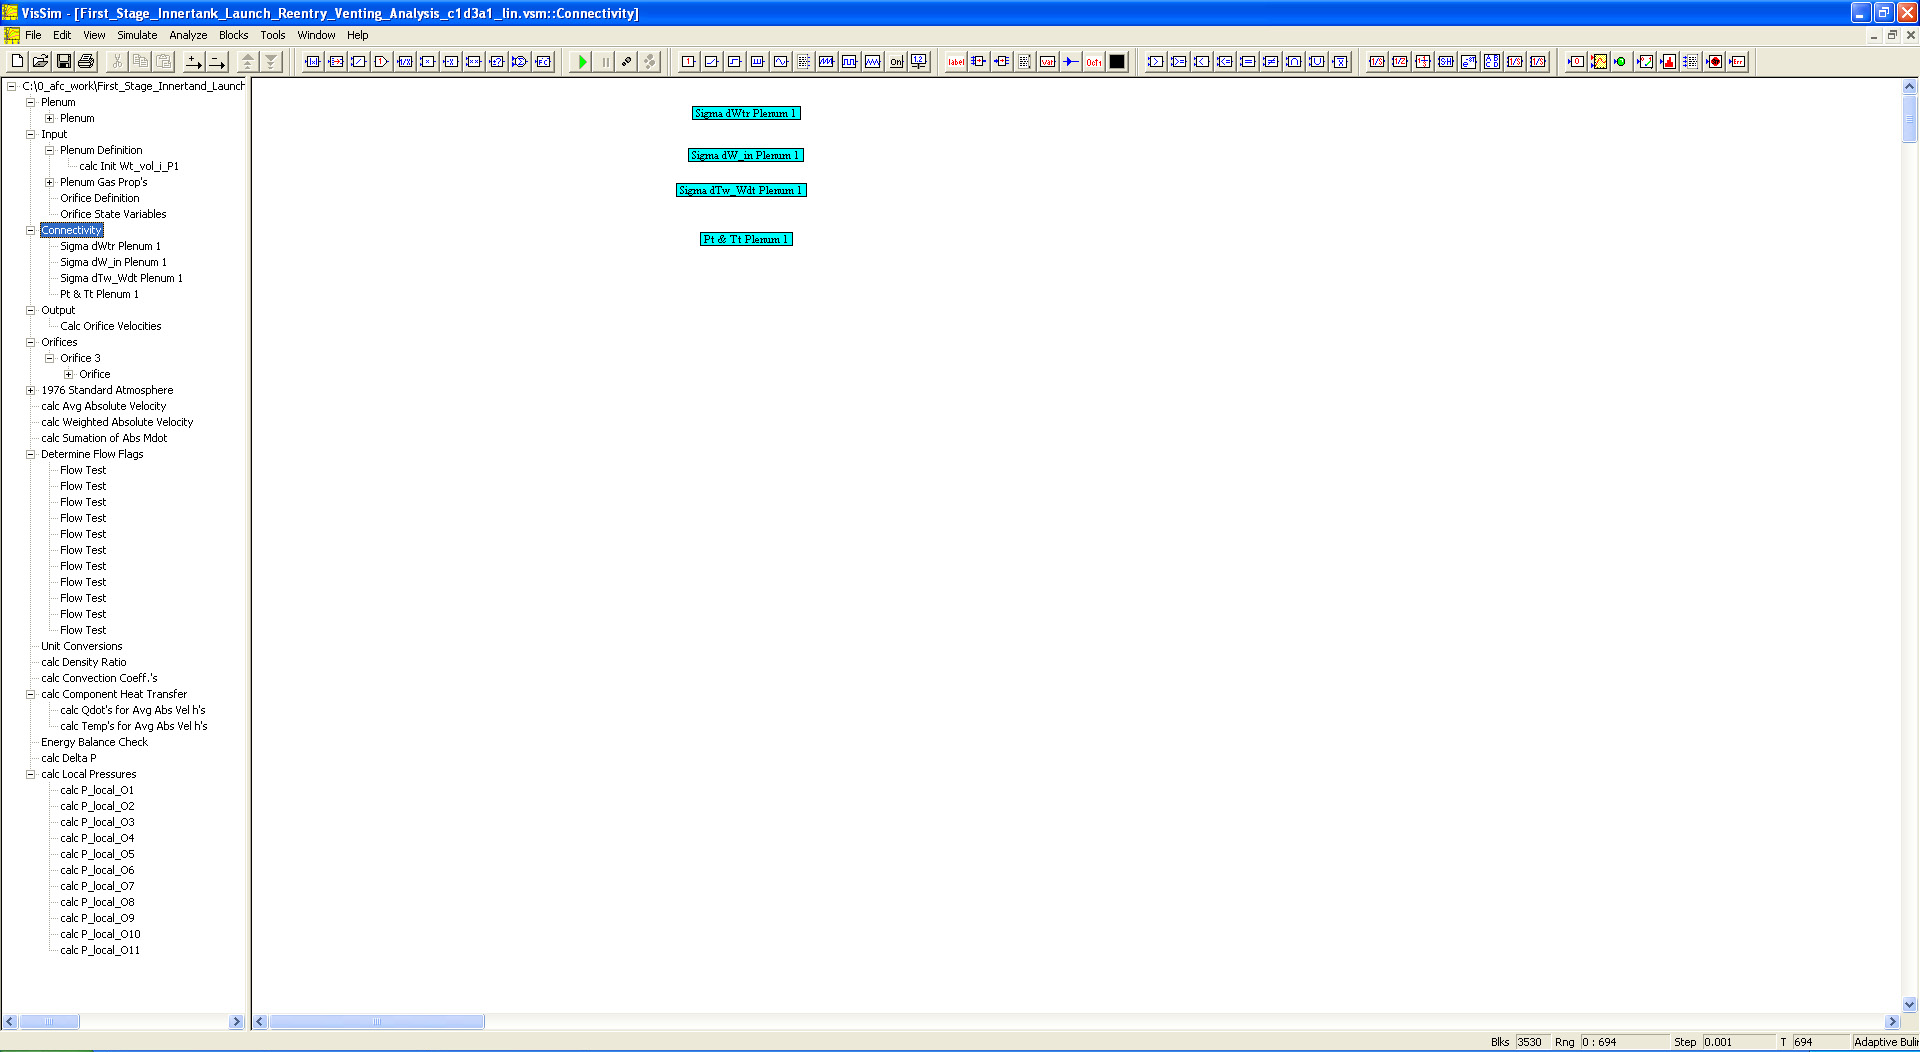 VisSim - [First_Stage_Innertank_Launch_Reentry_Venting_Analysis_c1d3a1_lin.vsm::Connectivity]
File Edit View Simulate Analyze Blocks Tools Window Help
C:\0_afc_work\First_Stage_Innertand_Launch
Plenum
Plenum
Input
Plenum Definition
calc Init Wt_vol_i_P1
Plenum Gas Prop's
Orifice Definition
Orifice State Variables
Connectivity
Sigma dWtr Plenum 1
Sigma dW_in Plenum 1
Sigma dTw_Wdt Plenum 1
Pt & Tt Plenum 1
Output
Calc Orifice Velocities
Orifices
Orifice 3
Orifice
1976 Standard Atmosphere
calc Avg Absolute Velocity
calc Weighted Absolute Velocity
calc Sumation of Abs Mdot
Determine Flow Flags
Flow Test
Flow Test
Flow Test
Flow Test
Flow Test
Flow Test
Flow Test
Flow Test
Flow Test
Flow Test
Flow Test
Unit Conversions
calc Density Ratio
calc Convection Coeff.'s
calc Component Heat Transfer
calc Qdot's for Avg Abs Vel h's
calc Temp's for Avg Abs Vel h's
Energy Balance Check
calc Delta P
calc Local Pressures
calc P_local_O1
calc P_local_O2
calc P_local_O3
calc P_local_O4
calc P_local_O5
calc P_local_O6
calc P_local_O7
calc P_local_O8
calc P_local_O9
calc P_local_O10
calc P_local_O11
Sigma dWtr Plenum 1
Sigma dW_in Plenum 1
Sigma dTw_Wdt Plenum 1
Pt & Tt Plenum 1
Blks 3530 Rng 0 : 694 Step 0.001 T 694 Adaptive Bulir